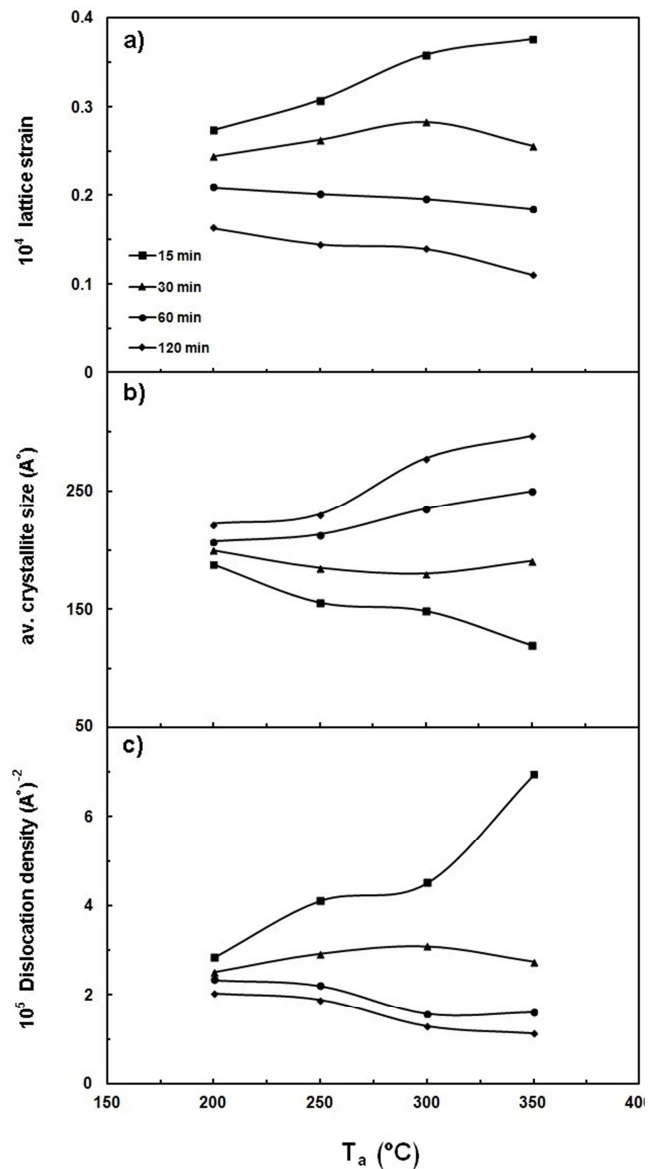 a)
0.4
0.3
0.2
0.1
0
10⁴ lattice strain
15 min
30 min
60 min
120 min
b)
250
150
50
av. crystallite size (A°)
c)
6
4
2
0
10⁵ Dislocation density (A°)⁻²
150 200 250 300 350 400
Tₐ (°C)